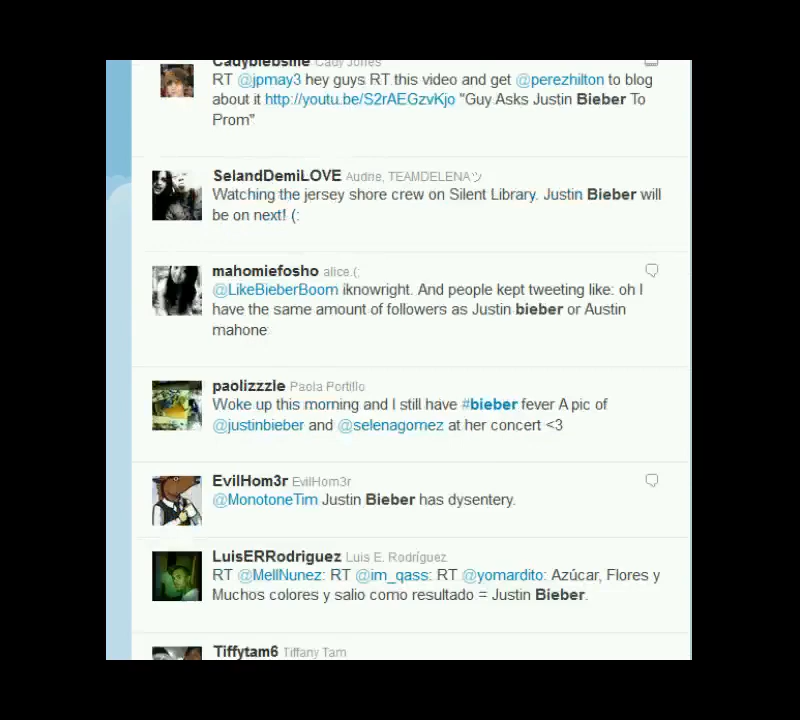 Cadybiebsme Cady Jones
RT @jpmay3 hey guys RT this video and get @perezhilton to blog
about it http://youtu.be/S2rAEGzvKjo "Guy Asks Justin Bieber To
Prom"
SelandDemiLOVE Audrie, TEAMDELENAツ
Watching the jersey shore crew on Silent Library. Justin Bieber will
be on next! (:
mahomiefosho alice.(:
@LikeBieberBoom iknowright. And people kept tweeting like: oh I
have the same amount of followers as Justin bieber or Austin
mahone
paolizzzle Paola Portillo
Woke up this morning and I still have #bieber fever A pic of
@justinbieber and @selenagomez at her concert <3
EvilHom3r EvilHom3r
@MonotoneTim Justin Bieber has dysentery.
LuisERRodriguez Luis E. Rodríguez
RT @MellNunez: RT @im_qass: RT @yomardito: Azúcar, Flores y
Muchos colores y salio como resultado = Justin Bieber.
Tiffytam6 Tiffany Tam